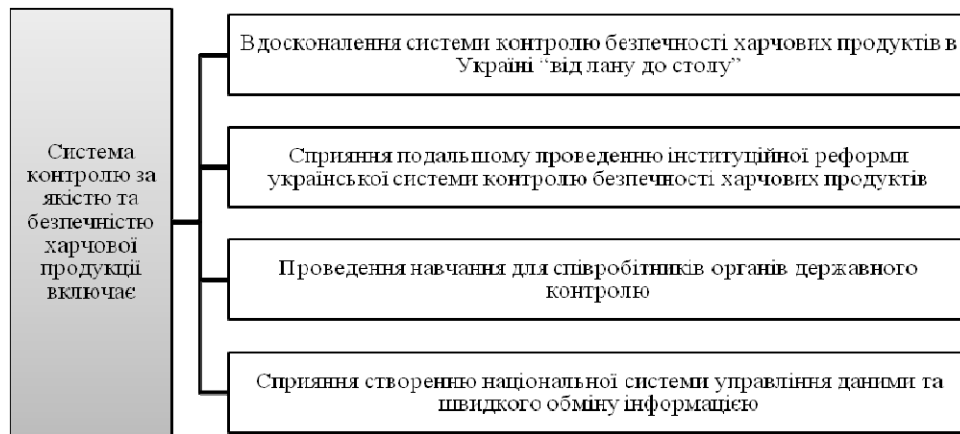 Система
контролю за
якістю та
безпечністю
харчової
продукції
включає
Вдосконалення системи контролю безпечності харчових продуктів в
Україні “від лану до столу”
Сприяння подальшому проведенню інституційної реформи
української системи контролю безпечності харчових продуктів
Проведення навчання для співробітників органів державного
контролю
Сприяння створенню національної системи управління даними та
швидкого обміну інформацією